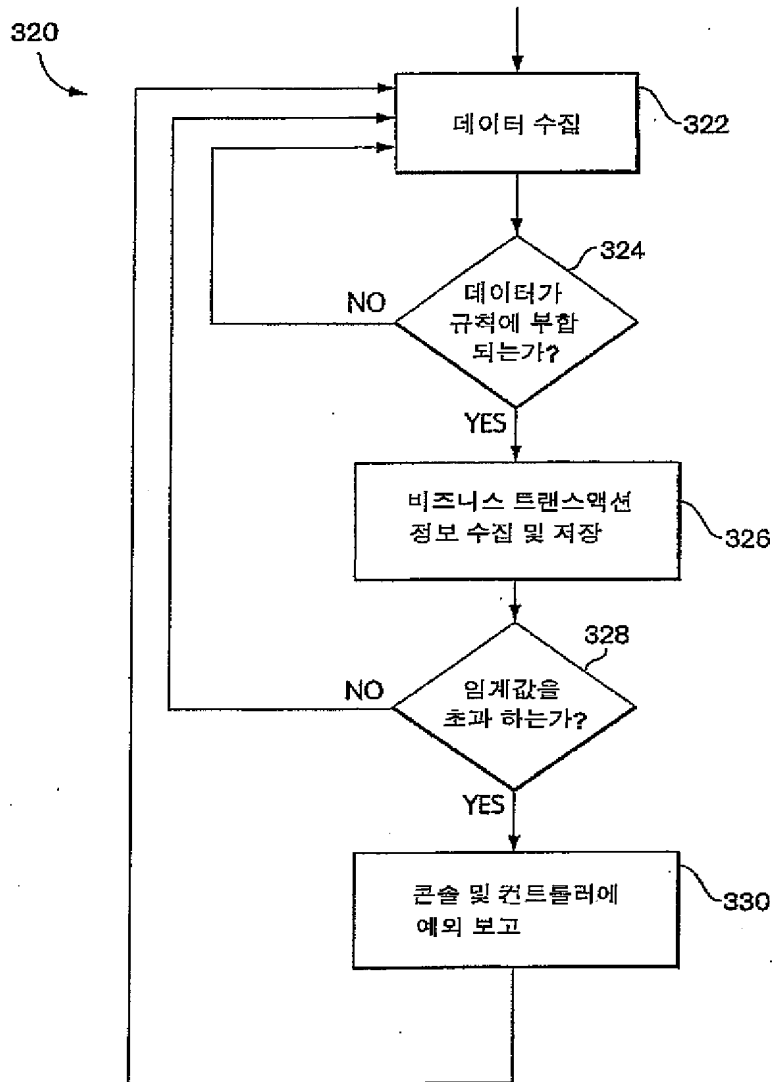 320
데이터 수집
322
324
데이터가
규칙에 부합
되는가?
NO
YES
비즈니스 트랜스액션
정보 수집 및 저장
326
328
임계값을
초과 하는가?
NO
YES
콘솔 및 컨트롤러에
예외 보고
330